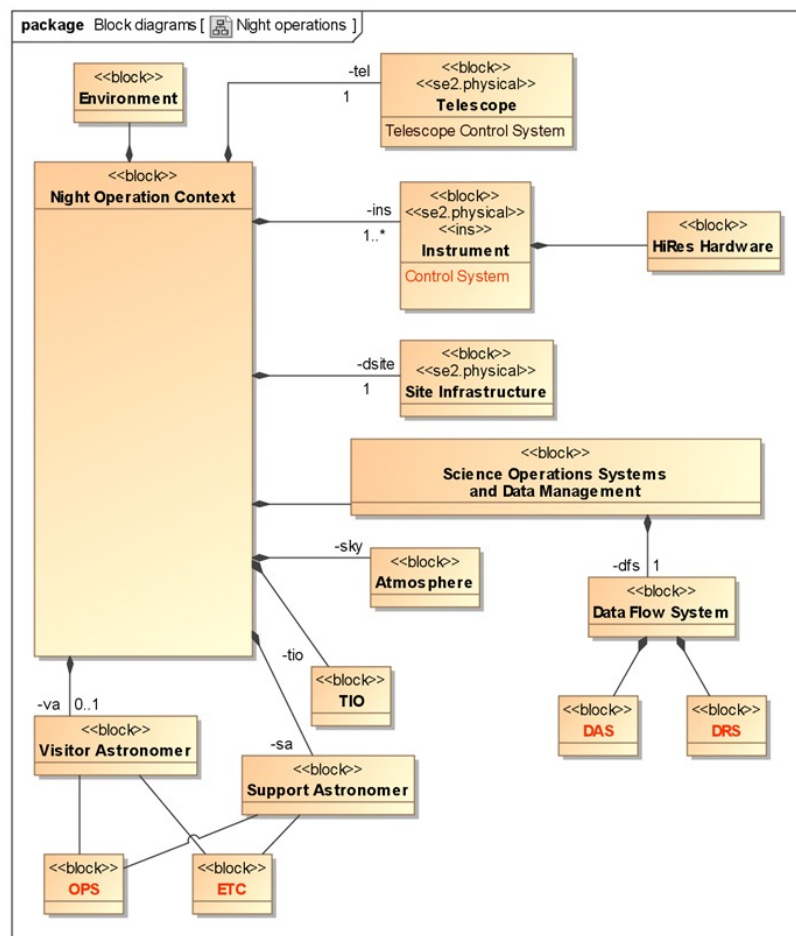 package Block diagrams [ Night operations ]
<<block>>
Environment
-tel
1
<<block>>
<<se2.physical>>
Telescope
Telescope Control System
<<block>>
Night Operation Context
-ins
1..*
<<block>>
<<se2.physical>>
<<ins>>
Instrument
Control System
<<block>>
HiRes Hardware
-dsite
1
<<block>>
<<se2.physical>>
Site Infrastructure
<<block>>
Science Operations Systems
and Data Management
-sky
<<block>>
Atmosphere
-dfs 1
<<block>>
Data Flow System
-tio
<<block>>
TIO
<<block>>
DAS
<<block>>
DRS
-va 0..1
<<block>>
Visitor Astronomer
-sa
<<block>>
Support Astronomer
<<block>>
OPS
<<block>>
ETC